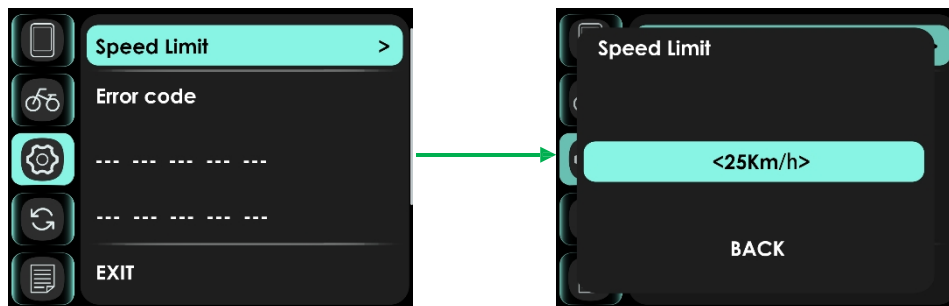 Speed Limit >
Error code
--- --- --- --- ---
--- --- --- --- ---
EXIT
Speed Limit
<25Km/h>
BACK